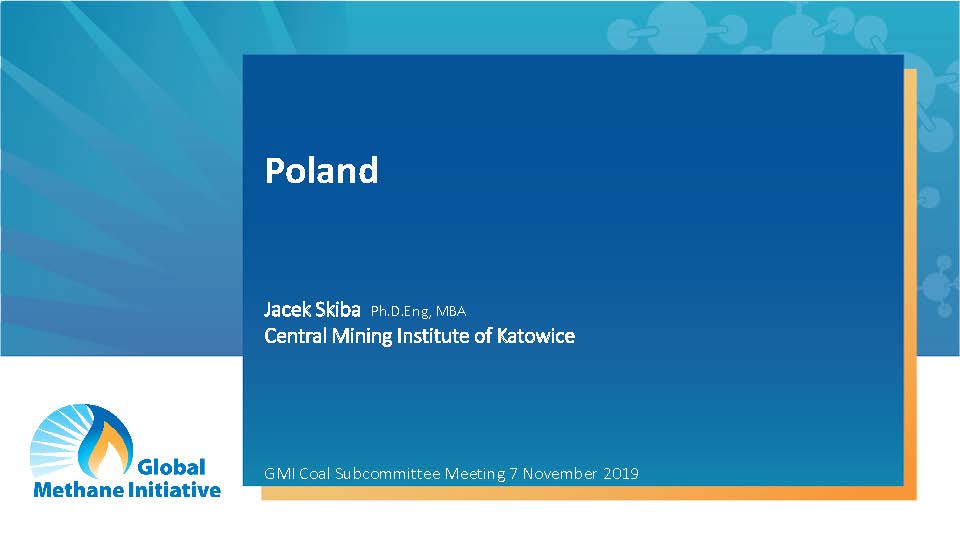 Poland
Jacek Skiba Ph.D.Eng, MBA
Central Mining Institute of Katowice
GMI Coal Subcommittee Meeting 7 November 2019
Global
Methane Initiative